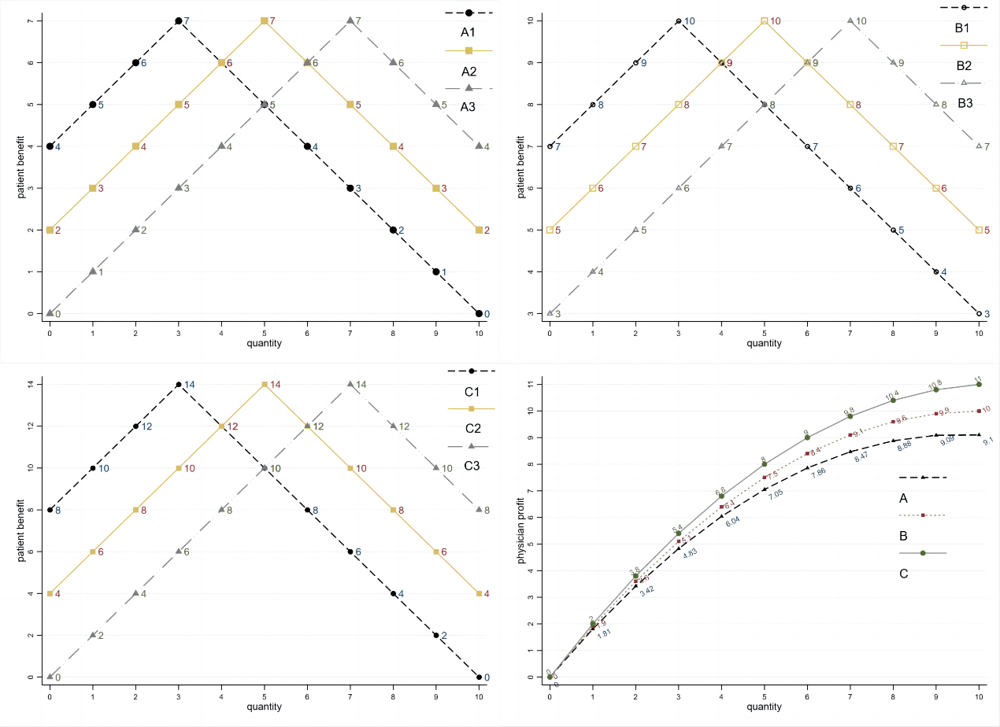 7 7 7 7
A1
6 6 6 6 6
A2
5 5 5 5 5 5
A3
4 4 4 4 4 4 4
3 3 3 3 3
2 2 2 2 2
1 1 1
0 0 0
patient benefit
0 1 2 3 4 5 6 7 8 9 10
quantity
10 10 10 10
B1
9 9 9 9 9
B2
8 8 8 8 8 8
B3
7 7 7 7 7 7 7
6 6 6 6 6
5 5 5 5 5
4 4 4
3 3 3
patient benefit
0 1 2 3 4 5 6 7 8 9 10
quantity
14 14 14 14
C1
12 12 12 12 12
C2
10 10 10 10 10 10
C3
8 8 8 8 8 8 8
6 6 6 6 6
4 4 4 4 4
2 2 2
0 0 0
patient benefit
0 1 2 3 4 5 6 7 8 9 10
quantity
0 1 2 3 4 5 6 7 8 9 10 11
physician profit
0 2 3.8 5.4 6.8 8 9 9.8 10.4 10.8 11
0 1.9 3.6 5.1 6.4 7.5 8.4 9.1 9.6 9.9 10
0 1.81 3.42 4.83 6.04 7.05 7.86 8.47 8.88 9.09 9.1
A
B
C
0 1 2 3 4 5 6 7 8 9 10
quantity